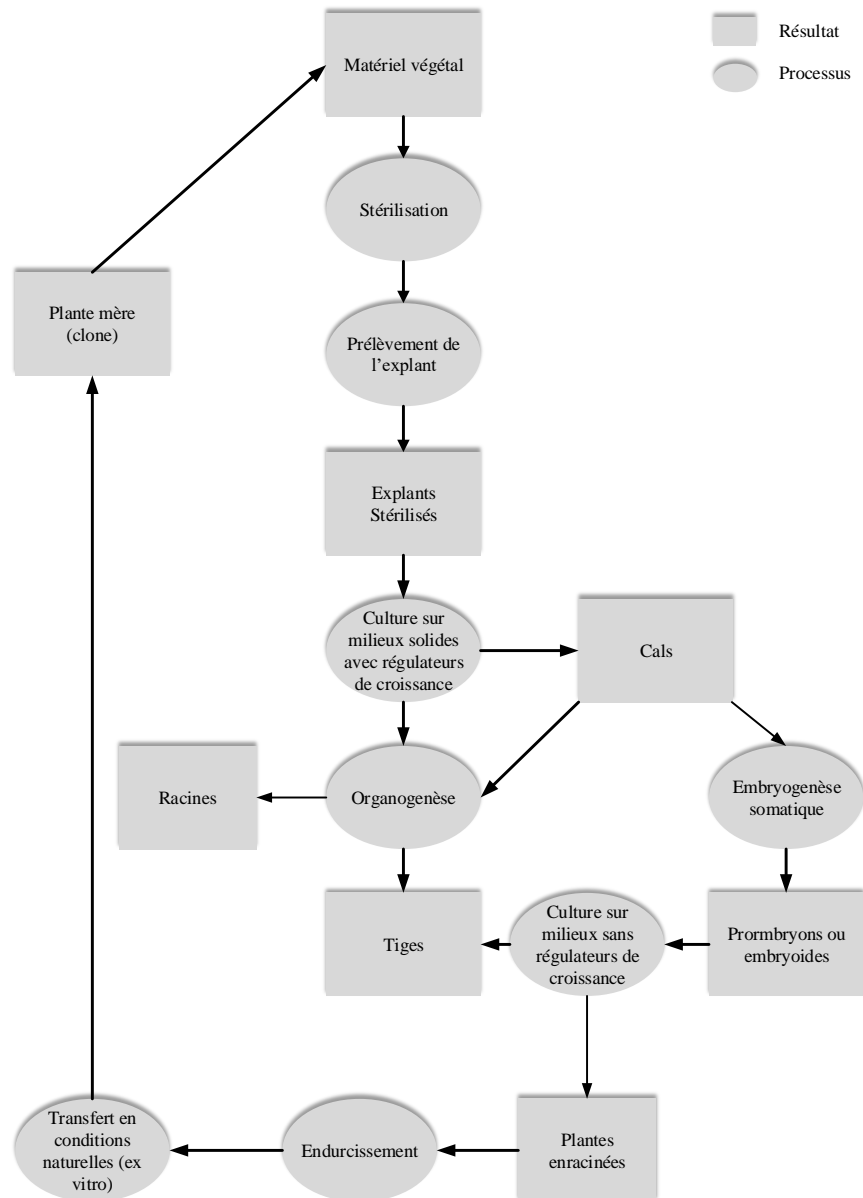 Résultat
Processus
Matériel végétal
Stérilisation
Plante mère
(clone)
Prélèvement de
l’explant
Explants
Stérilisés
Culture sur
milieux solides
avec régulateurs
de croissance
Cals
Racines
Organogenèse
Embryogenèse
somatique
Tiges
Culture sur
milieux sans
régulateurs de
croissance
Prormbryons ou
embryoides
Transfert en
conditions
naturelles (ex
vitro)
Endurcissement
Plantes
enracinées